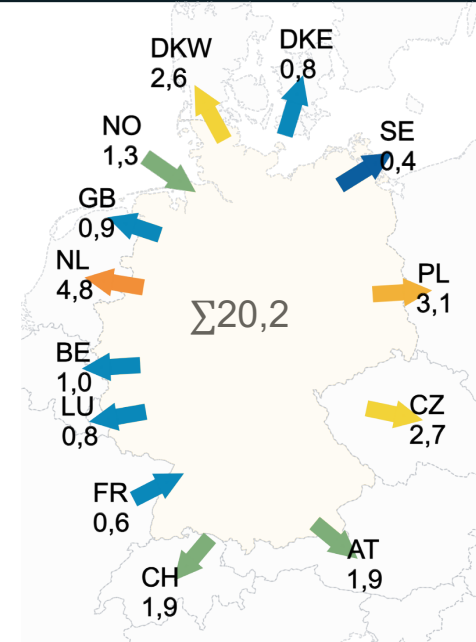 DKW
2,6
DKE
0,8
NO
1,3
SE
0,4
GB
0,9
NL
4,8
PL
3,1
∑20,2
BE
1,0
LU
0,8
CZ
2,7
FR
0,6
CH
1,9
AT
1,9